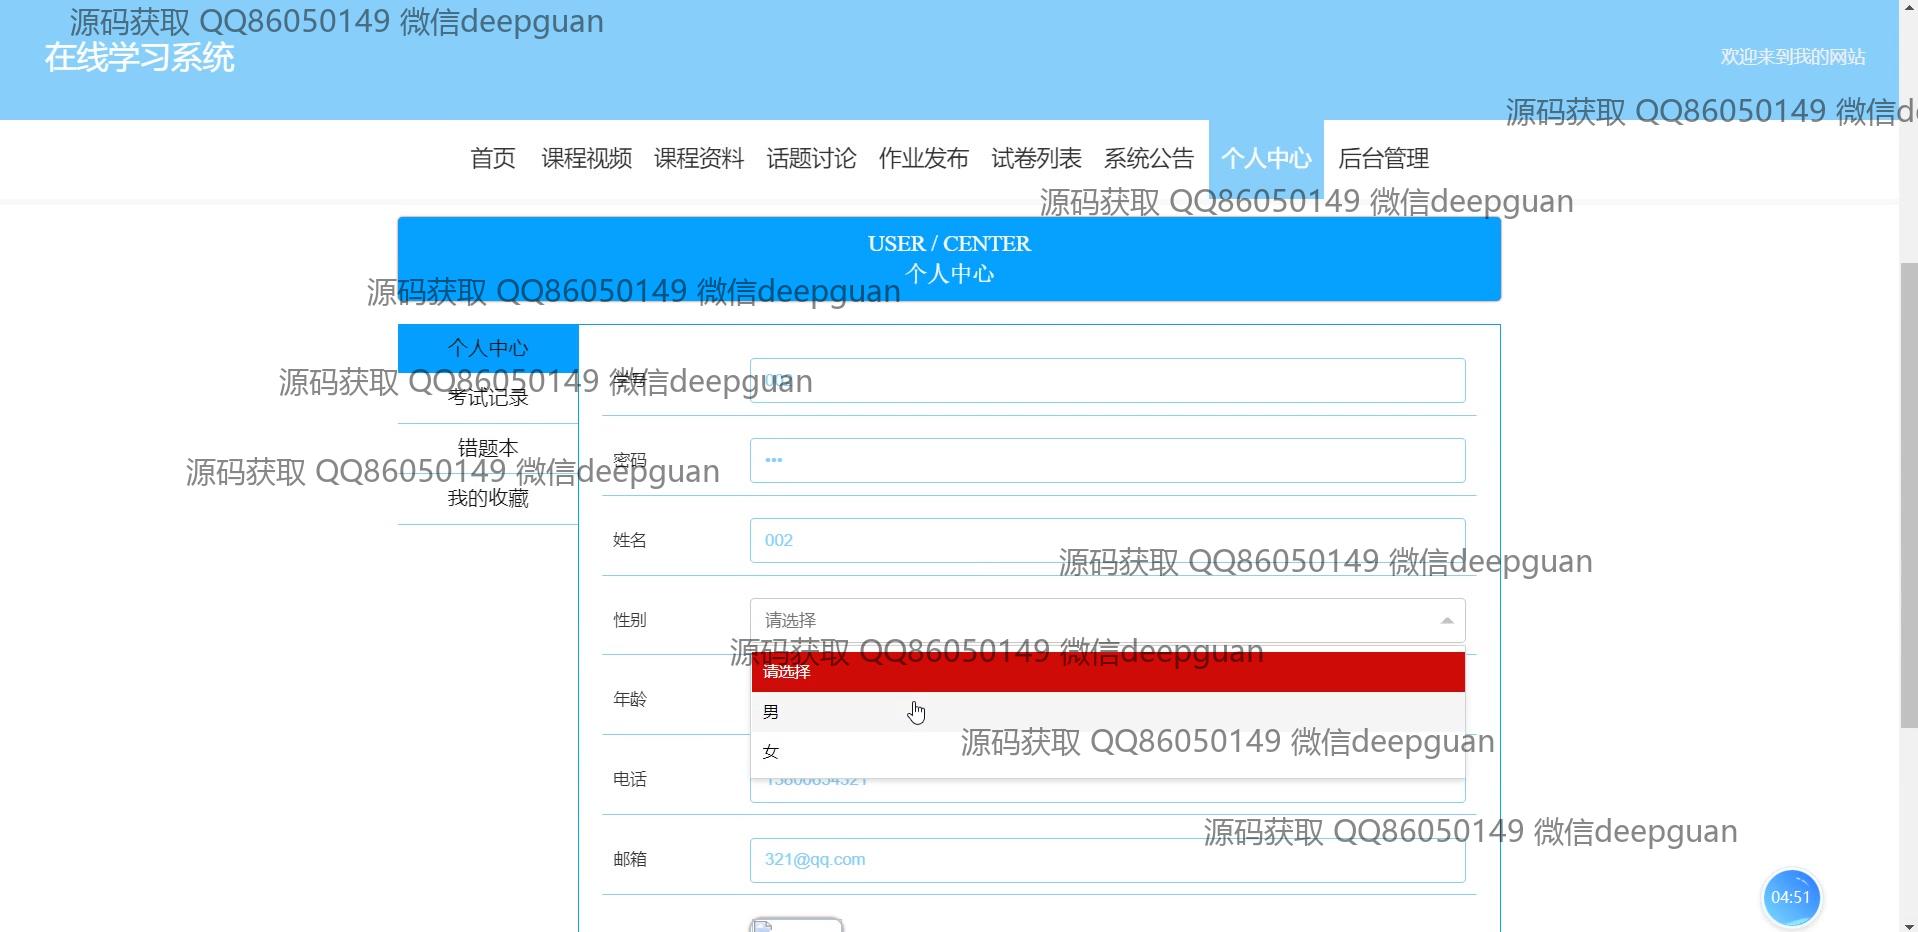 源码获取 QQ86050149 微信deepguan
在线学习系统
欢迎来到我的网站
源码获取 QQ86050149 微信d
首页 课程视频 课程资料 话题讨论 作业发布 试卷列表 系统公告 个人中心 后台管理
源码获取 QQ86050149 微信deepguan
USER / CENTER
个人中心
源码获取 QQ86050149 微信deepguan
个人中心
源码获取 QQ86050149 微信deepguan
考试记录
错题本
密码 •••
源码获取 QQ86050149 微信deepguan
我的收藏
姓名 002
源码获取 QQ86050149 微信deepguan
性别 请选择
源码获取 QQ86050149 微信deepguan
请选择
年龄
男
源码获取 QQ86050149 微信deepguan
女
电话
源码获取 QQ86050149 微信deepguan
邮箱 321@qq.com
04:51